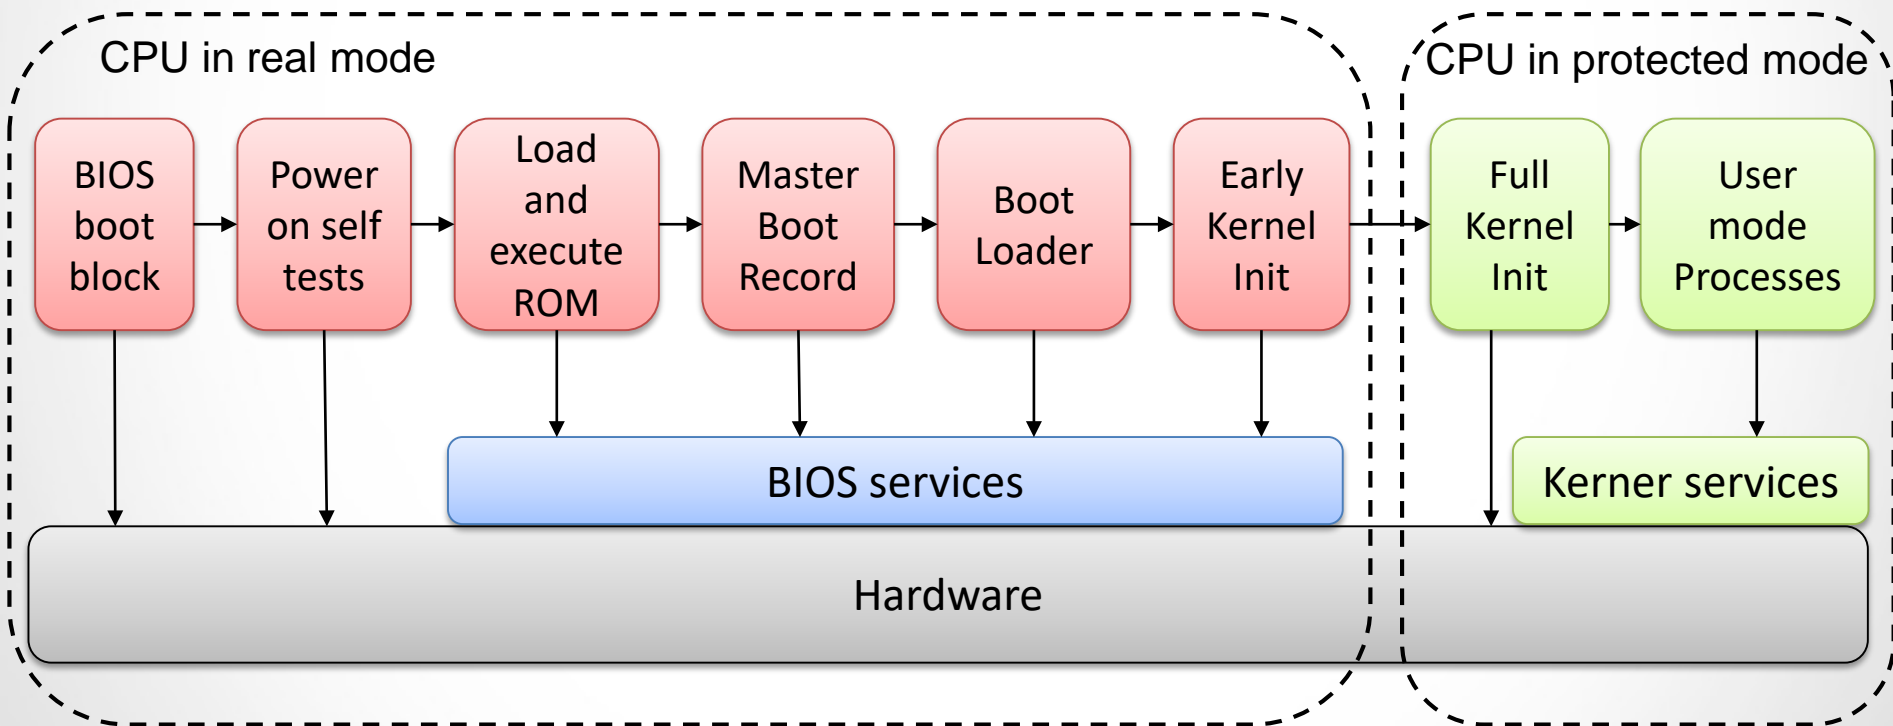 CPU in real mode
CPU in protected mode
BIOS
boot
block
Power
on self
tests
Load
and
execute
ROM
Master
Boot
Record
Boot
Loader
Early
Kernel
Init
Full
Kernel
Init
User
mode
Processes
BIOS services
Kerner services
Hardware